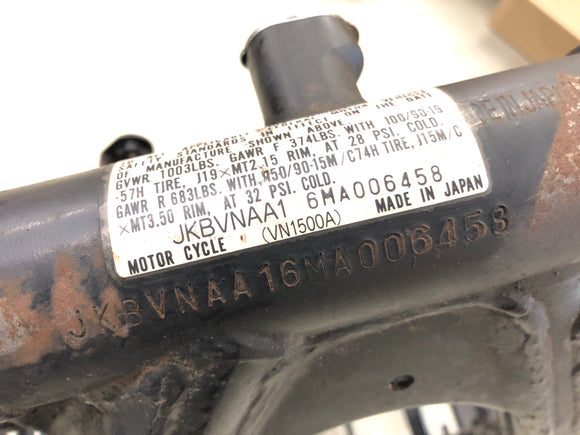 SAFETY STANDARDS IN EFFECT ON THE DATE
OF MANUFACTURE SHOWN ABOVE.
GVWR 1003LBS. GAWR F 374LBS. WITH 100/90-19
-57H TIRE, J19×MT2.15 RIM, AT 28 PSI. COLD.
GAWR R 683LBS. WITH 150/90-15M/C74H TIRE, J15M/C
×MT3.50 RIM, AT 32 PSI. COLD.
JKBVNAA1 6MA006458
MOTOR CYCLE (VN1500A) MADE IN JAPAN
JKBVNAA16MA006458